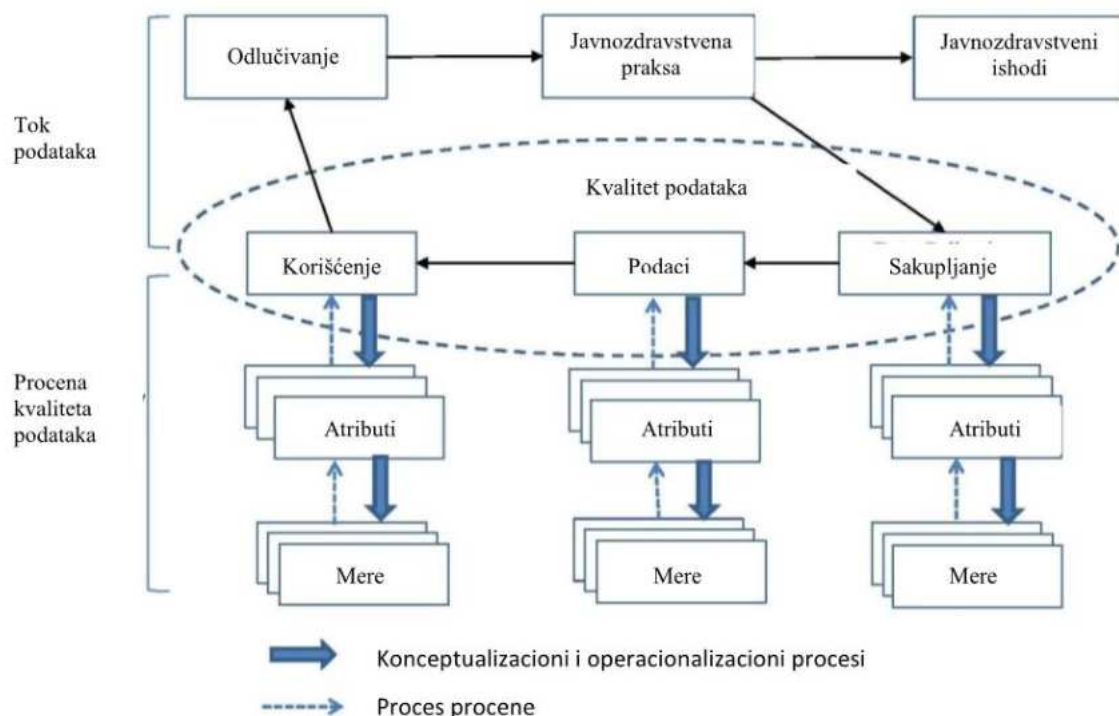 Odlučivanje
Javnozdravstvena
praksa
Javnozdravstveni
ishodi
Tok
podataka
Kvalitet podataka
Korišćenje
Podaci
Sakupljanje
Procena
kvaliteta
podataka
Atributi
Atributi
Atributi
Mere
Mere
Mere
Konceptualizacioni i operacionalizacioni procesi
Proces procene